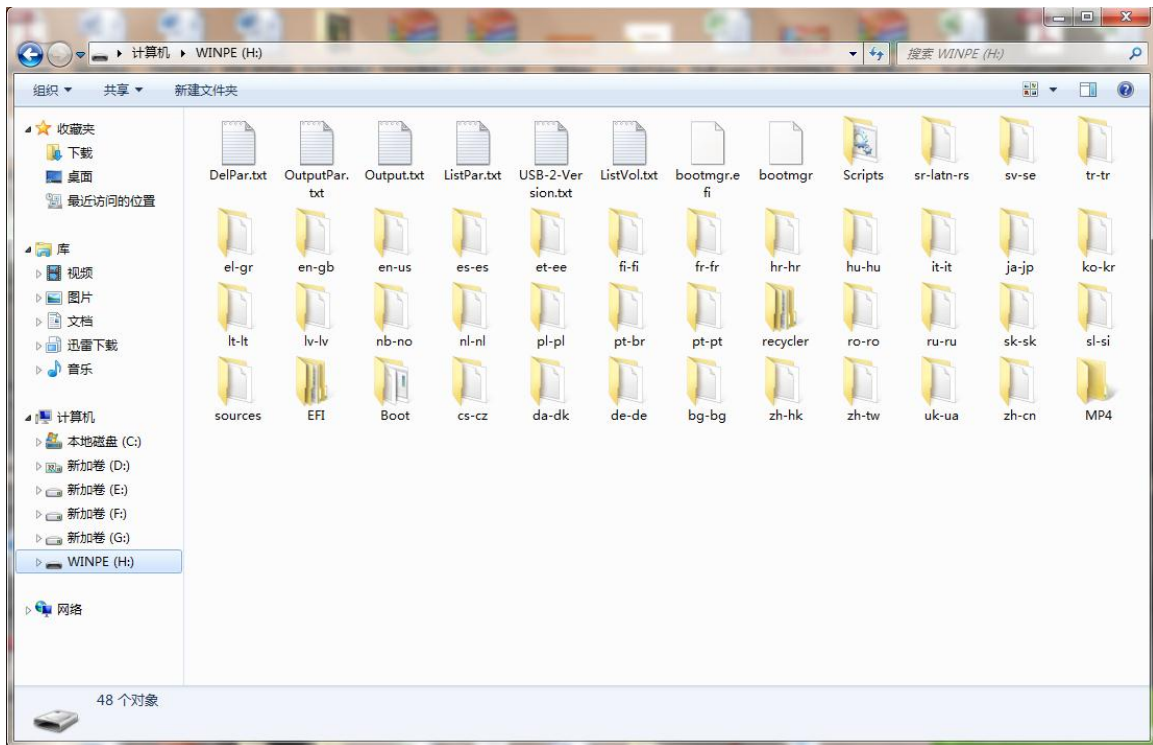 计算机 WINPE (H:) 搜索 WINPE (H:)
组织 共享 新建文件夹
收藏夹
下载
桌面
最近访问的位置
库
视频
图片
文档
迅雷下载
音乐
计算机
本地磁盘 (C:)
新加卷 (D:)
新加卷 (E:)
新加卷 (F:)
新加卷 (G:)
WINPE (H:)
网络
DelPar.txt OutputPar. Output.txt ListPar.txt USB-2-Ver ListVol.txt bootmgr.e bootmgr Scripts sr-latn-rs sv-se tr-tr
txt sion.txt fi
el-gr en-gb en-us es-es et-ee fi-fi fr-fr hr-hr hu-hu it-it ja-jp ko-kr
lt-lt lv-lv nb-no nl-nl pl-pl pt-br pt-pt recycler ro-ro ru-ru sk-sk sl-si
sources EFI Boot cs-cz da-dk de-de bg-bg zh-hk zh-tw uk-ua zh-cn MP4
48 个对象